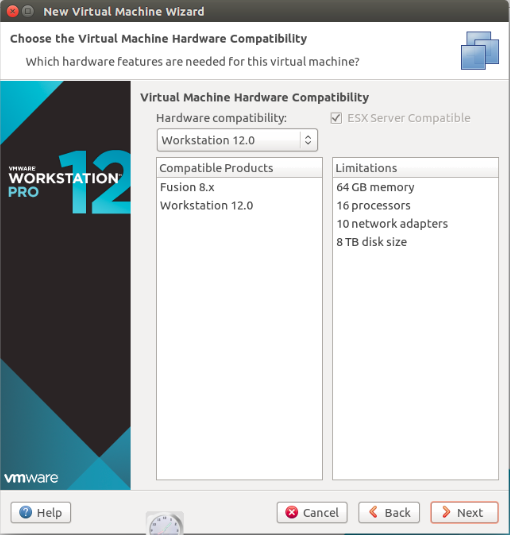 New Virtual Machine Wizard
Choose the Virtual Machine Hardware Compatibility
Which hardware features are needed for this virtual machine?
VMWARE
WORKSTATION™
PRO 12
Virtual Machine Hardware Compatibility
Hardware compatibility:
ESX Server Compatible
Workstation 12.0
Compatible Products
Fusion 8.x
Workstation 12.0
Limitations
64 GB memory
16 processors
10 network adapters
8 TB disk size
vmware
Help
Cancel
Back
Next